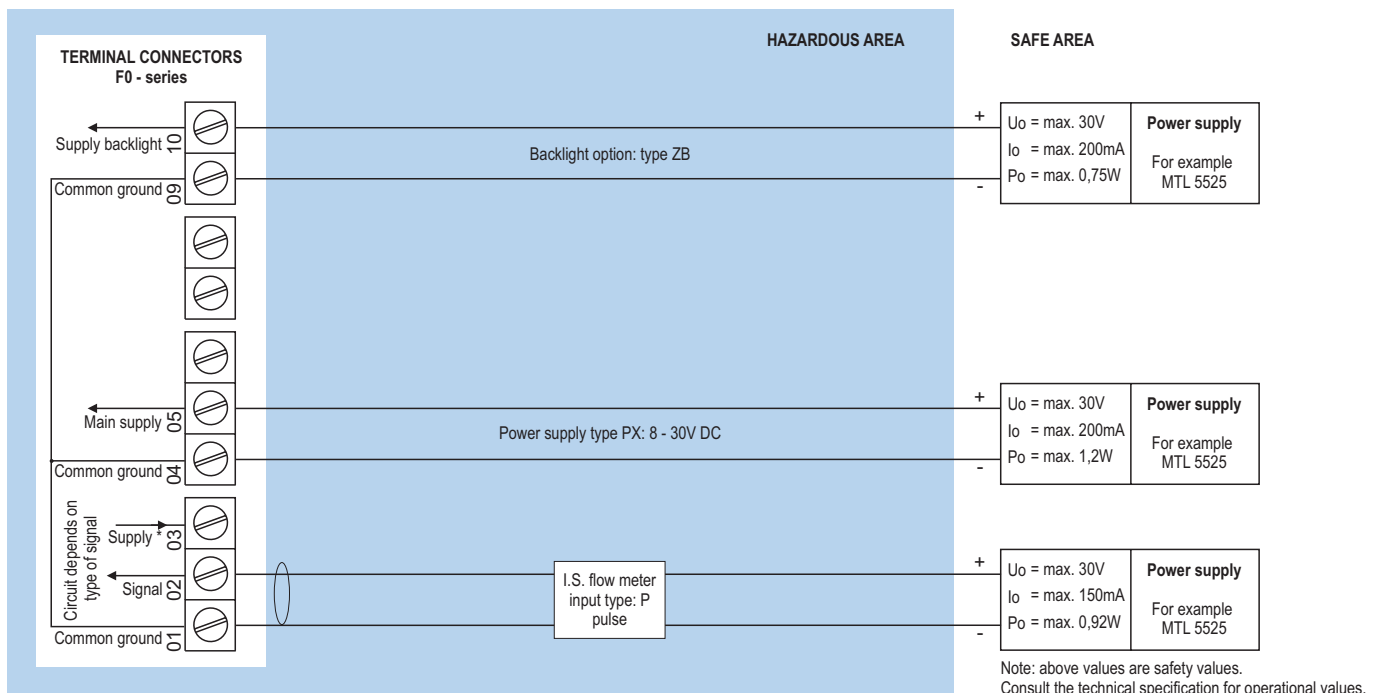 HAZARDOUS AREA
SAFE AREA
TERMINAL CONNECTORS
F0 - series
Supply backlight
10
Common ground
09
Backlight option: type ZB
+
-
Uo = max. 30V
Io = max. 200mA
Po = max. 0,75W
Power supply
For example
MTL 5525
Main supply
05
Common ground
04
Power supply type PX: 8 - 30V DC
+
-
Uo = max. 30V
Io = max. 200mA
Po = max. 1,2W
Power supply
For example
MTL 5525
Circuit depends on
type of signal
Supply *
03
Signal
02
Common ground
01
I.S. flow meter
input type: P
pulse
+
-
Uo = max. 30V
Io = max. 150mA
Po = max. 0,92W
Power supply
For example
MTL 5525
Note: above values are safety values.
Consult the technical specification for operational values.